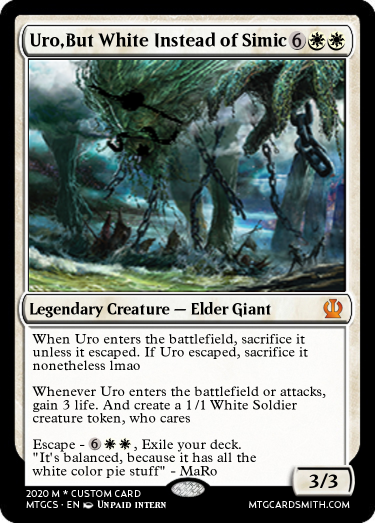 Uro,But White Instead of Simic 6
Legendary Creature — Elder Giant
When Uro enters the battlefield, sacrifice it
unless it escaped. If Uro escaped, sacrifice it
nonetheless lmao
Whenever Uro enters the battlefield or attacks,
gain 3 life. And create a 1/1 White Soldier
creature token, who cares
Escape - 6, Exile your deck.
"It's balanced, because it has all the
white color pie stuff" - MaRo
3/3
2020 M * CUSTOM CARD
MTGCS · EN UNPAID INTERN
MTGCARDSMITH.COM